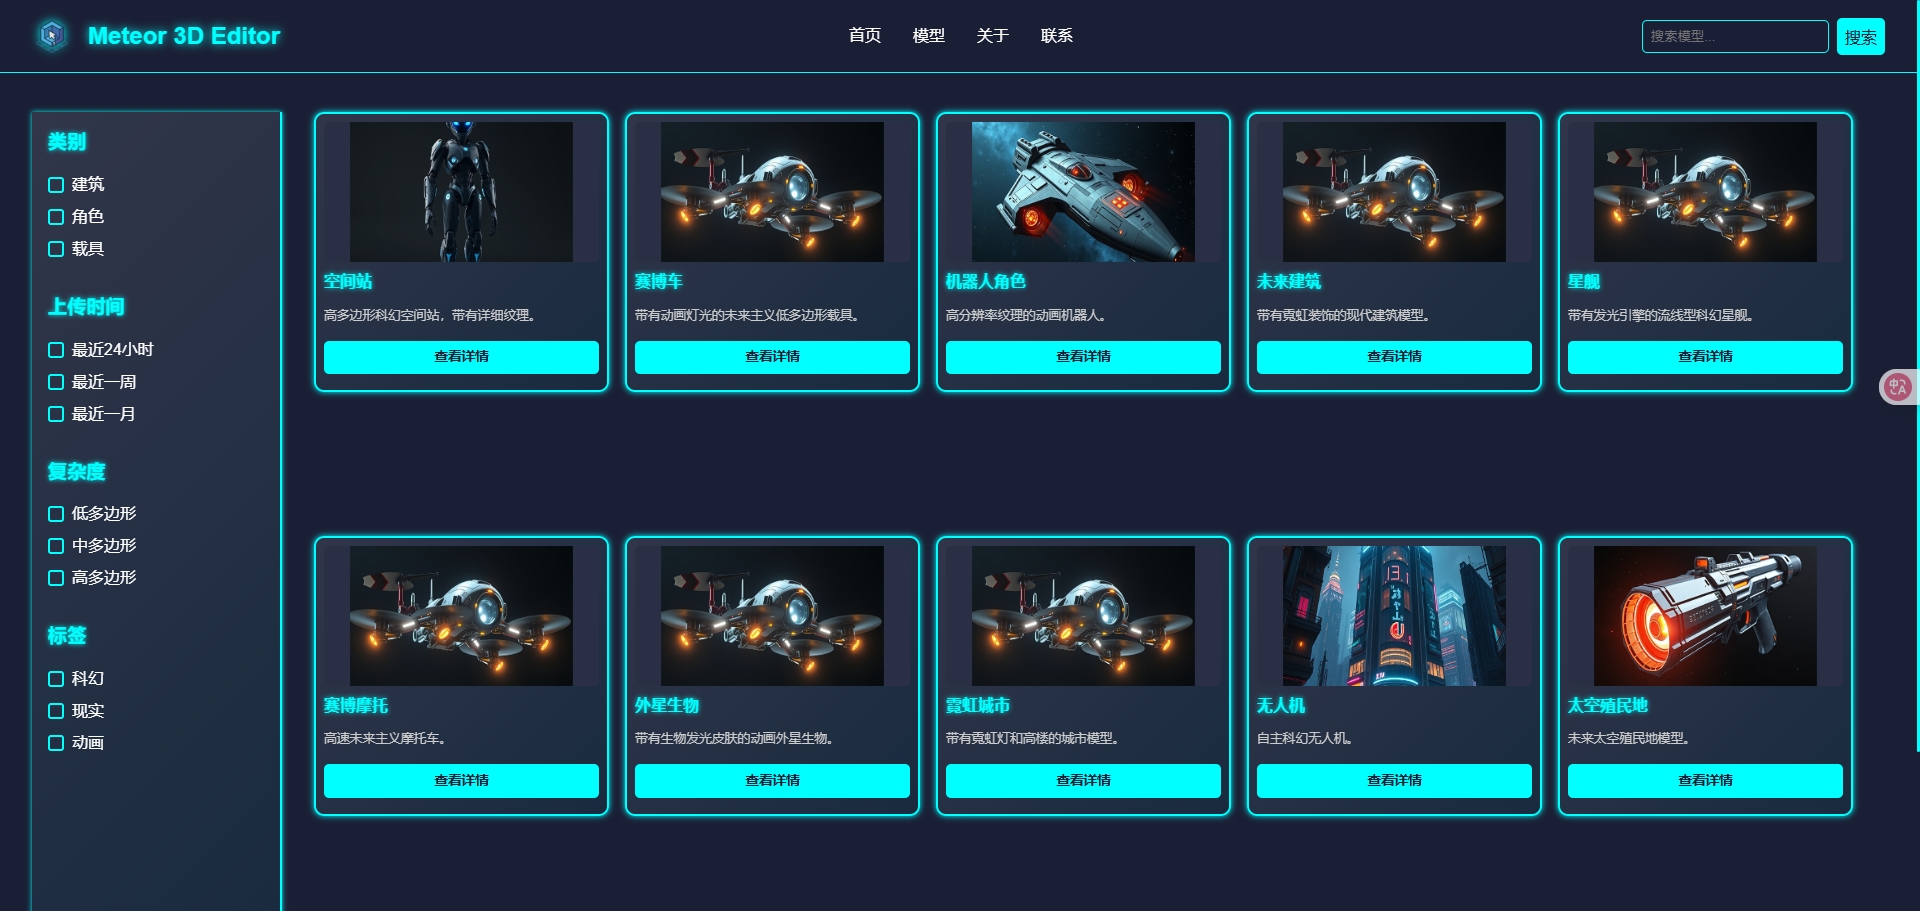 Meteor 3D Editor
首页 模型 关于 联系
搜索模型...
搜索
类别
建筑
角色
载具
上传时间
最近24小时
最近一周
最近一月
复杂度
低多边形
中多边形
高多边形
标签
科幻
现实
动画
空间站
高多边形科幻空间站，带有详细纹理。
查看详情
赛博车
带有动画灯光的未来主义低多边形载具。
查看详情
机器人角色
高分辨率纹理的动画机器人。
查看详情
未来建筑
带有霓虹装饰的现代建筑模型。
查看详情
星舰
带有发光引擎的流线型科幻星舰。
查看详情
赛博摩托
高速未来主义摩托车。
查看详情
外星生物
带有生物发光皮肤的动画外星生物。
查看详情
霓虹城市
带有霓虹灯和高楼的城市模型。
查看详情
无人机
自主科幻无人机。
查看详情
太空殖民地
未来太空殖民地模型。
查看详情
中
A